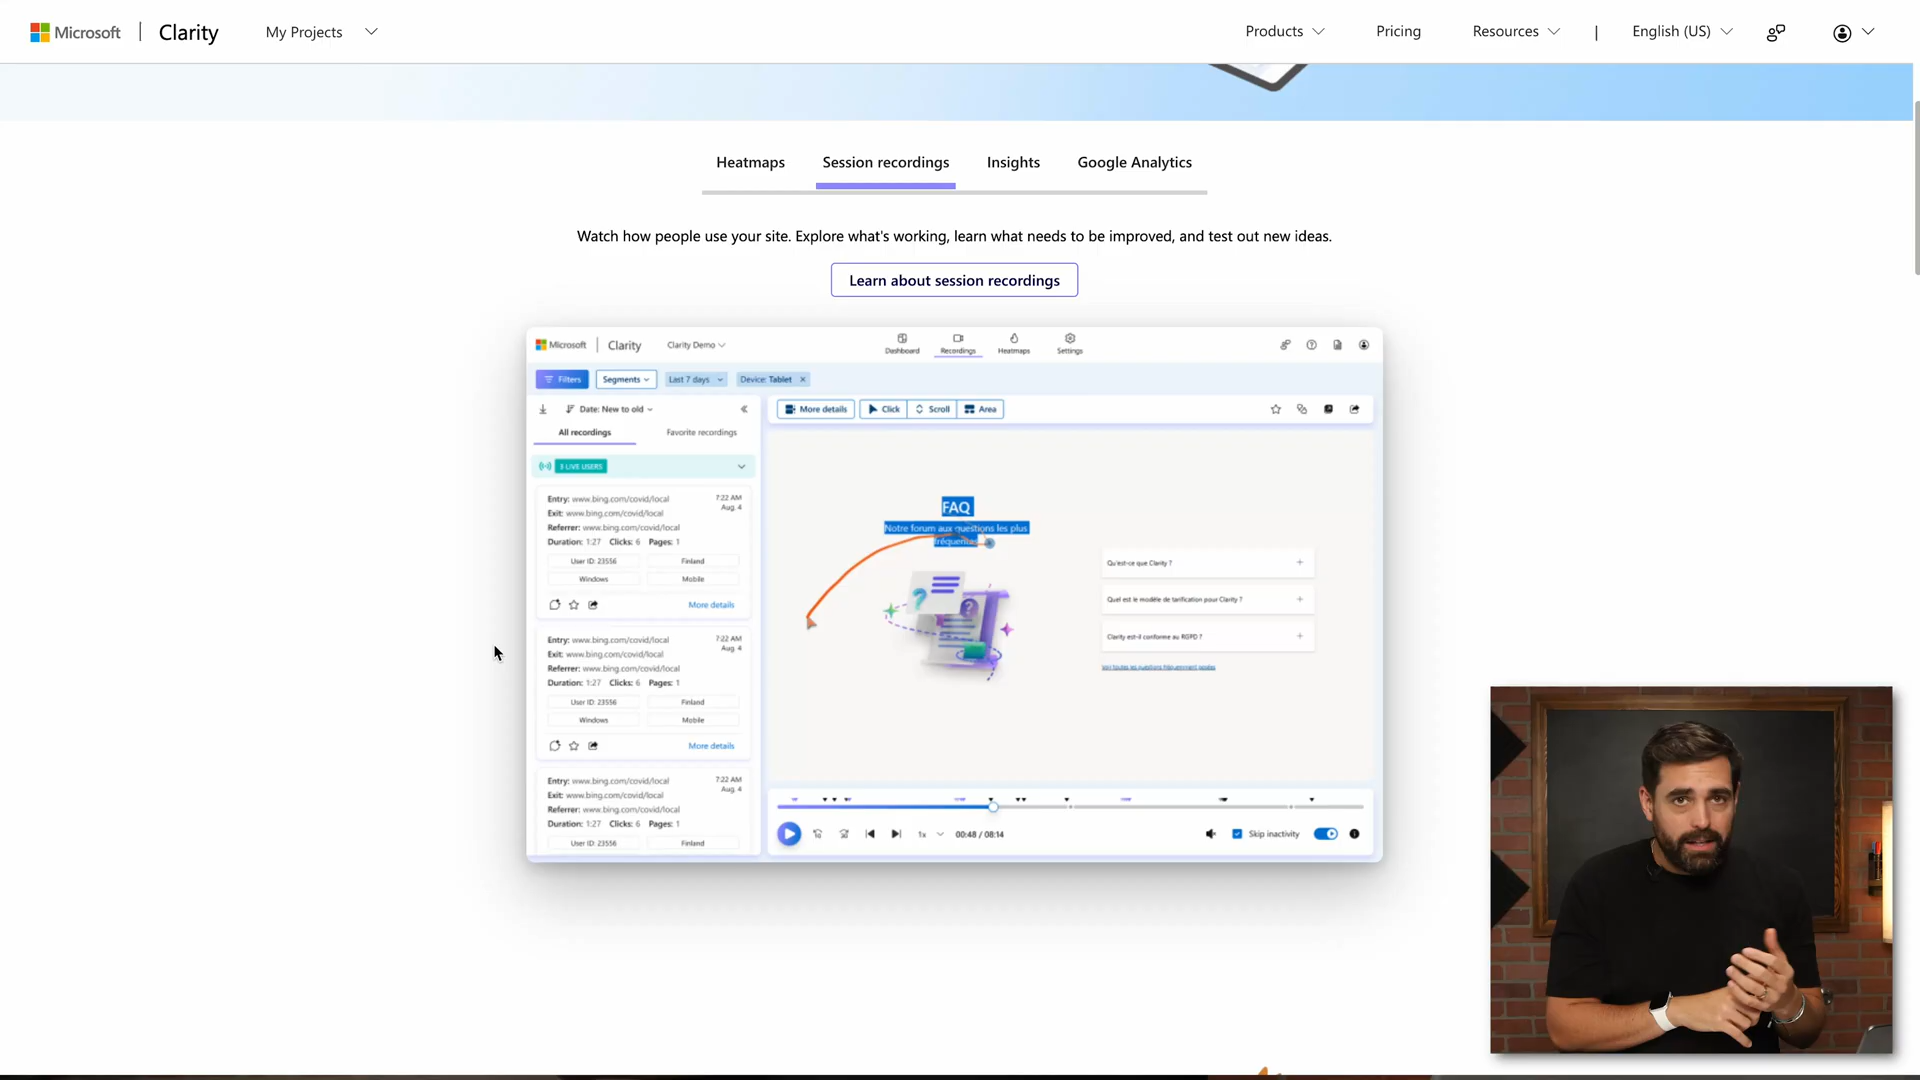 Microsoft | Clarity My Projects Products Pricing Resources | English (US)
Heatmaps Session recordings Insights Google Analytics
Watch how people use your site. Explore what's working, learn what needs to be improved, and test out new ideas.
Learn about session recordings
Microsoft | Clarity Clarity Demo Dashboard Recordings Heatmaps Settings
Filters Segments Last 7 days Device: Tablet
Date: New to old
All recordings Favorite recordings
3 LIVE USERS
Entry: www.bing.com/covid/local 7:22 AM
Exit: www.bing.com/covid/local Aug. 4
Referrer: www.bing.com/covid/local
Duration: 1:27 Clicks: 6 Pages: 1
User ID: 23556 Finland
Windows Mobile
More details
Entry: www.bing.com/covid/local 7:22 AM
Exit: www.bing.com/covid/local Aug. 4
Referrer: www.bing.com/covid/local
Duration: 1:27 Clicks: 6 Pages: 1
User ID: 23556 Finland
Windows Mobile
More details
Entry: www.bing.com/covid/local 7:22 AM
Exit: www.bing.com/covid/local Aug. 4
Referrer: www.bing.com/covid/local
Duration: 1:27 Clicks: 6 Pages: 1
User ID: 23556 Finland
More details Click Scroll Area
FAQ
Notre forum aux questions les plus
fréquentes
Qu'est-ce que Clarity ?
Quel est le modèle de tarification pour Clarity ?
Clarity est-il conforme au RGPD ?
Voir toutes les questions fréquemment posées
1x 00:48 / 08:14 Skip inactivity